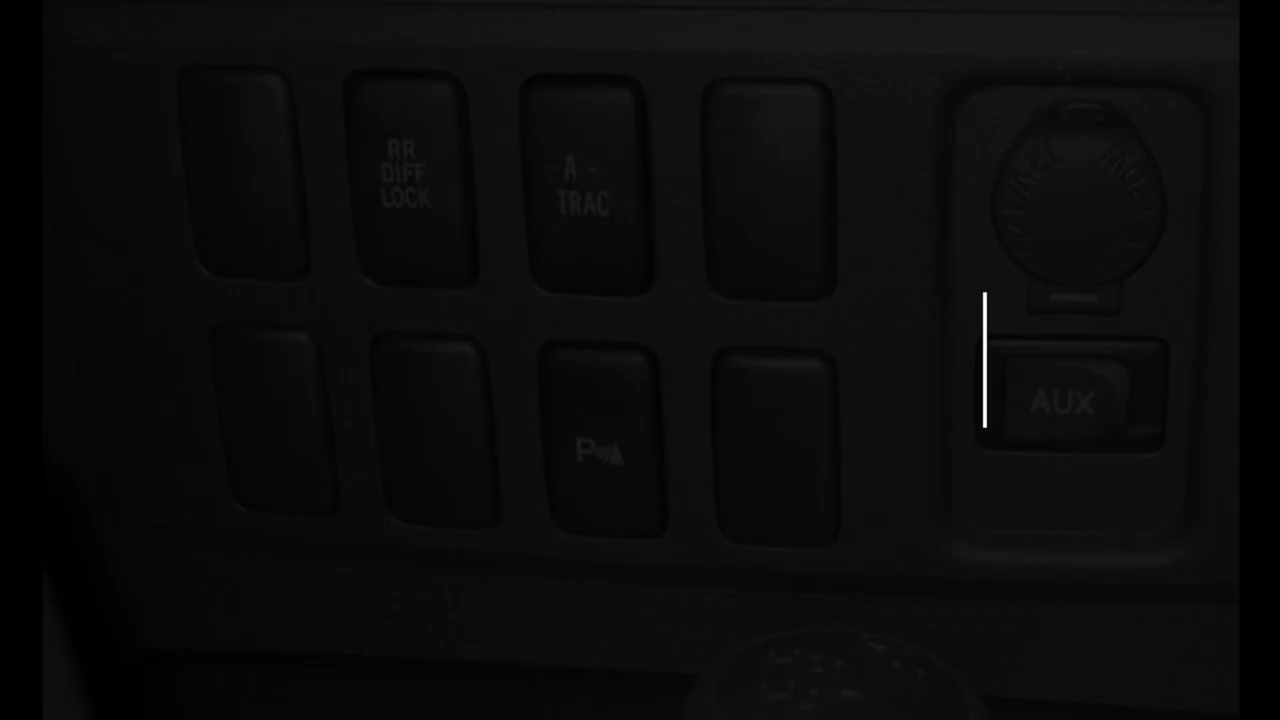 RR
DIFF
LOCK
A -
TRAC
P
AUX